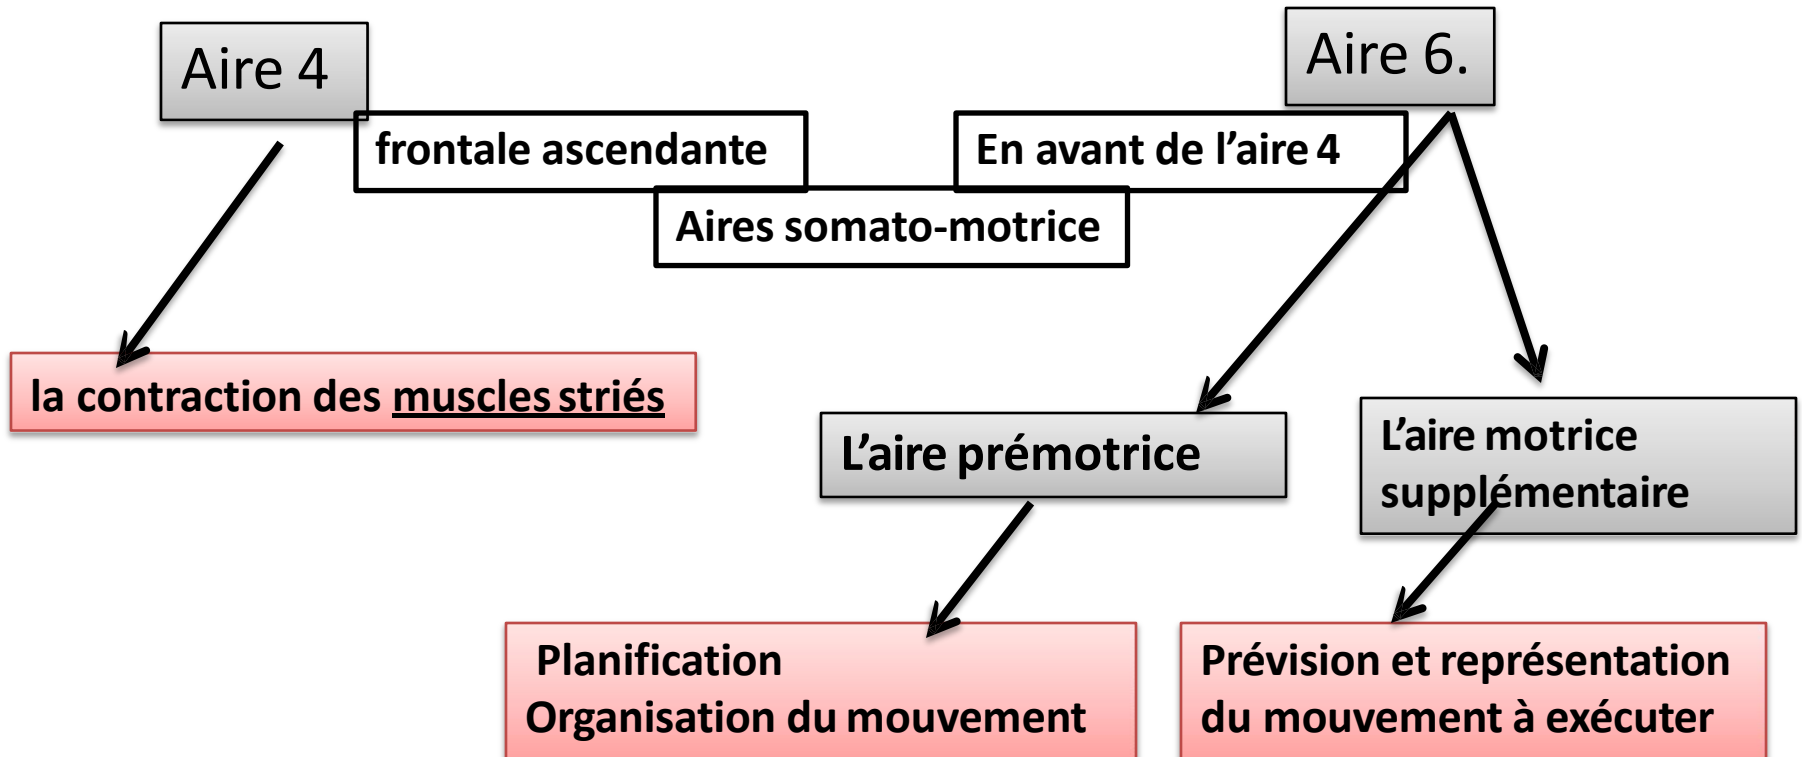 Aire 4
Aire 6.
frontale ascendante
En avant de l’aire 4
Aires somato-motrice
la contraction des muscles striés
L’aire prémotrice
L’aire motrice
supplémentaire
Planification
Organisation du mouvement
Prévision et représentation
du mouvement à exécuter